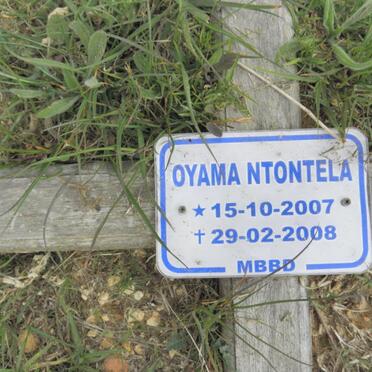 OYAMA NTONTELA
★ 15-10-2007
✝ 29-02-2008
MBBD